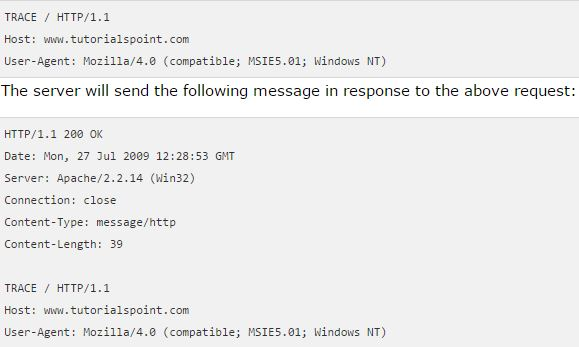 TRACE / HTTP/1.1
Host: www.tutorialspoint.com
User-Agent: Mozilla/4.0 (compatible; MSIE5.01; Windows NT)
The server will send the following message in response to the above request:
HTTP/1.1 200 OK
Date: Mon, 27 Jul 2009 12:28:53 GMT
Server: Apache/2.2.14 (Win32)
Connection: close
Content-Type: message/http
Content-Length: 39
TRACE / HTTP/1.1
Host: www.tutorialspoint.com
User-Agent: Mozilla/4.0 (compatible; MSIE5.01; Windows NT)